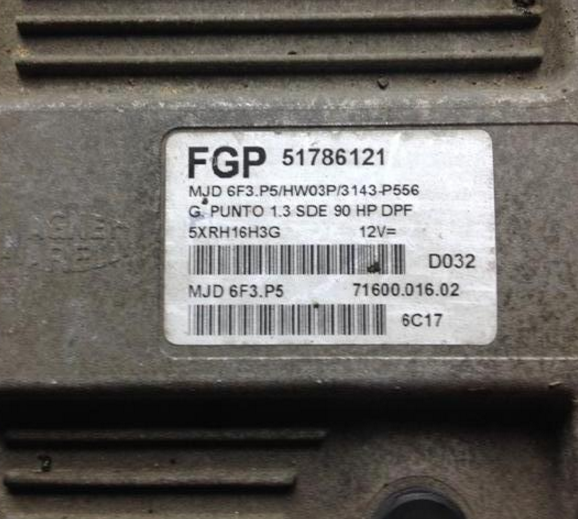 FGP 51786121
MJD 6F3.P5/HW03P/3143-P556
G. PUNTO 1.3 SDE 90 HP DPF
5XRH16H3G 12V=
D032
MJD 6F3.P5 71600.016.02
6C17